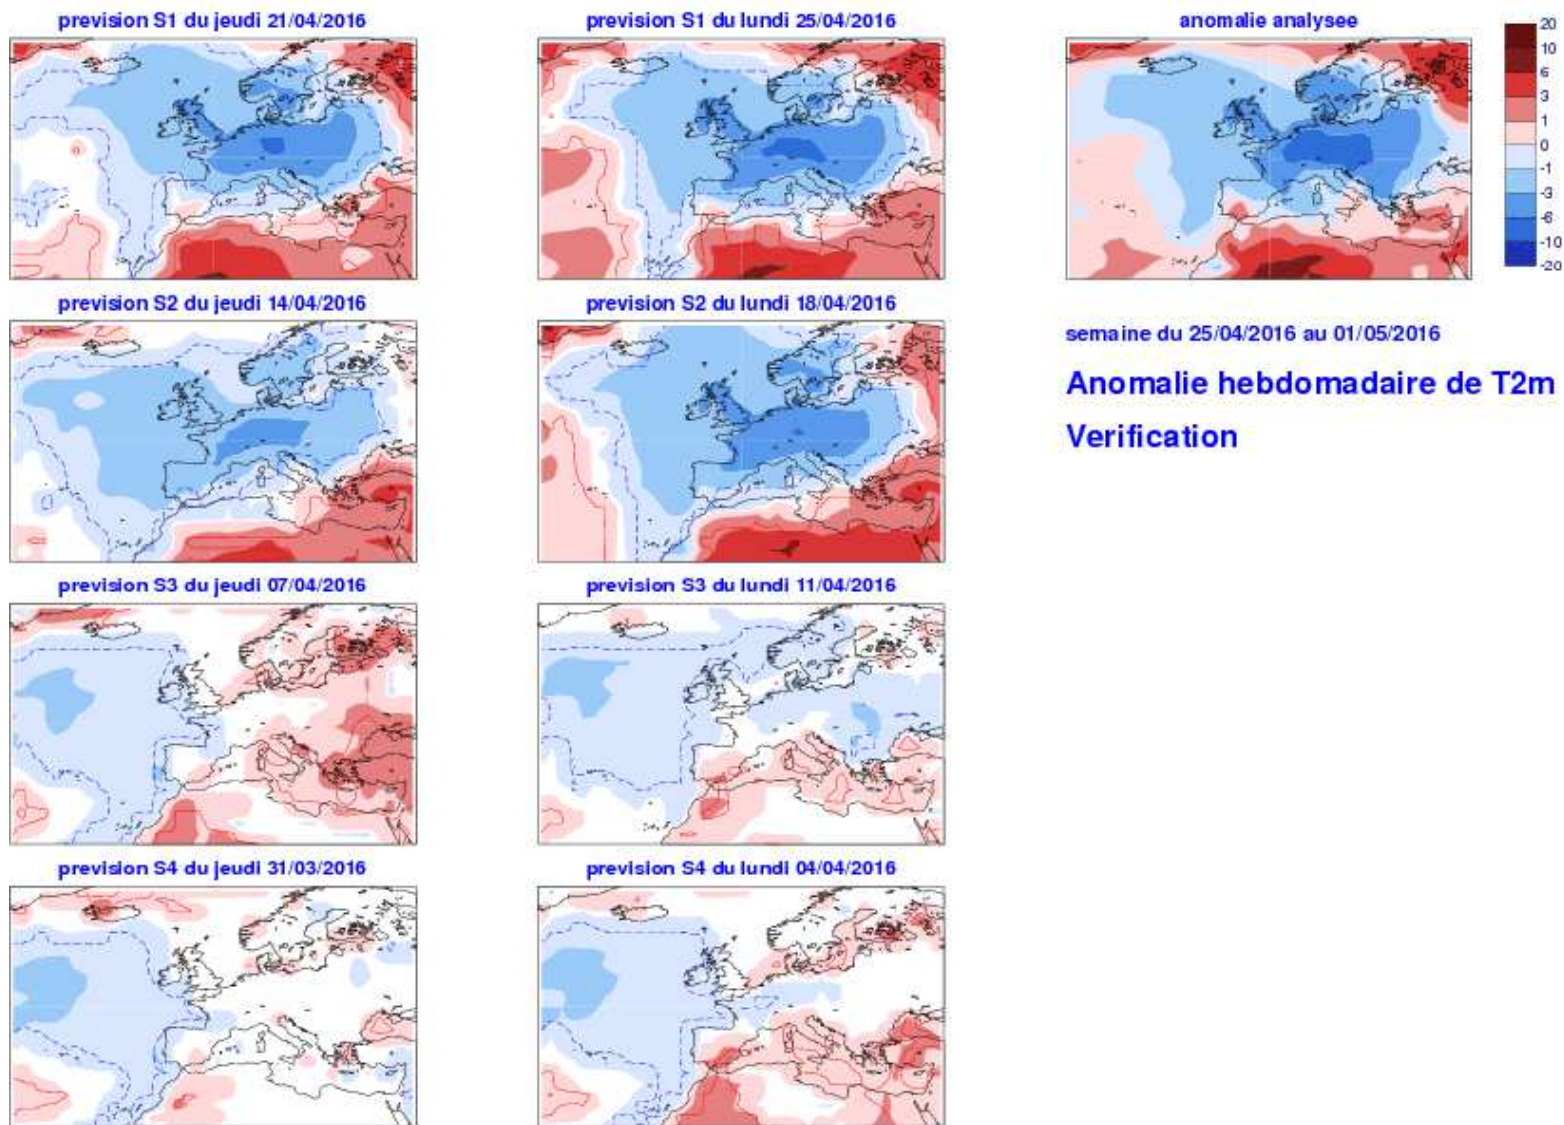 prevision S1 du jeudi 21/04/2016
prevision S1 du lundi 25/04/2016
anomalie analysee
20
10
6
3
1
0
-1
-3
-6
-10
-20
prevision S2 du jeudi 14/04/2016
prevision S2 du lundi 18/04/2016
semaine du 25/04/2016 au 01/05/2016
Anomalie hebdomadaire de T2m
Verification
prevision S3 du jeudi 07/04/2016
prevision S3 du lundi 11/04/2016
prevision S4 du jeudi 31/03/2016
prevision S4 du lundi 04/04/2016